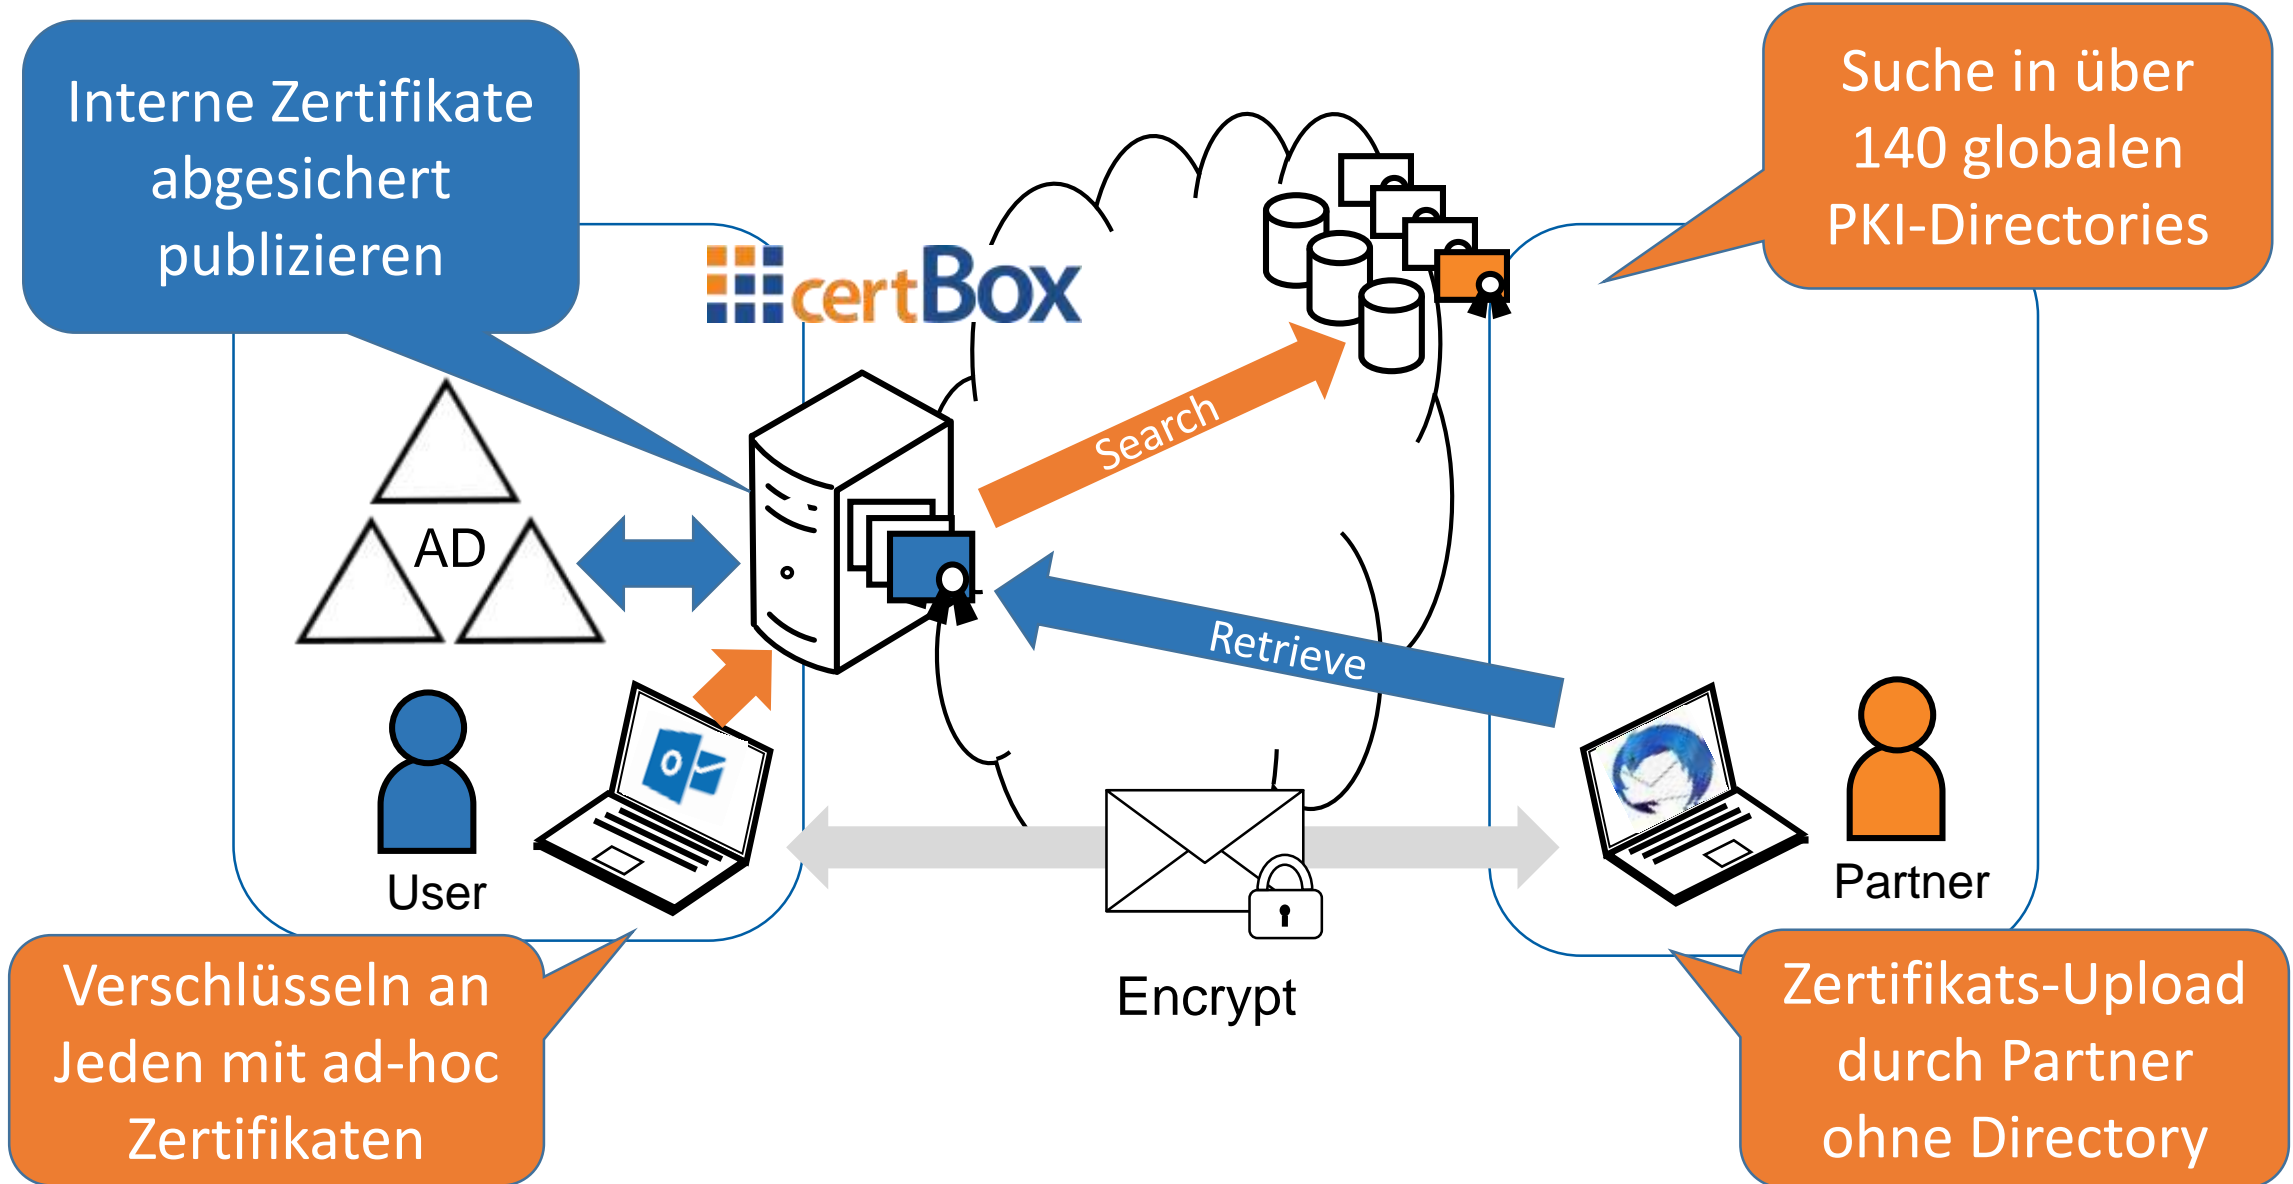 Interne Zertifikate
abgesichert
publizieren
Suche in über
140 globalen
PKI-Directories
certBox
Search
AD
Retrieve
User
Partner
Encrypt
Verschlüsseln an
Jeden mit ad-hoc
Zertifikaten
Zertifikats-Upload
durch Partner
ohne Directory